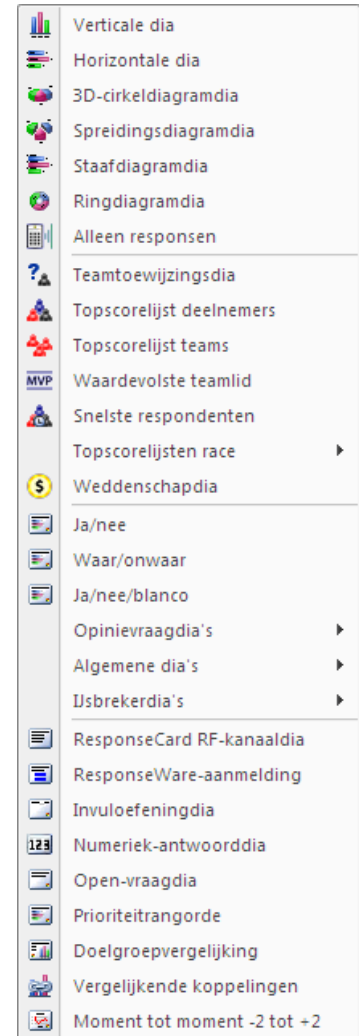 Verticale dia
Horizontale dia
3D-cirkeldiagramdia
Spreidingsdiagramdia
Staafdiagramdia
Ringdiagramdia
Alleen responsen
? Teamtoewijzingsdia
Topscorelijst deelnemers
Topscorelijst teams
MVP Waardevolste teamlid
Snelste respondenten
Topscorelijsten race
$ Weddenschapdia
Ja/nee
Waar/onwaar
Ja/nee/blanco
Opinievraagdia's
Algemene dia's
IJsbrekerdia's
ResponseCard RF-kanaaldia
ResponseWare-aanmelding
Invuloefeningdia
123 Numeriek-antwoorddia
Open-vraagdia
Prioriteitrangorde
Doelgroepvergelijking
Vergelijkende koppelingen
Moment tot moment -2 tot +2